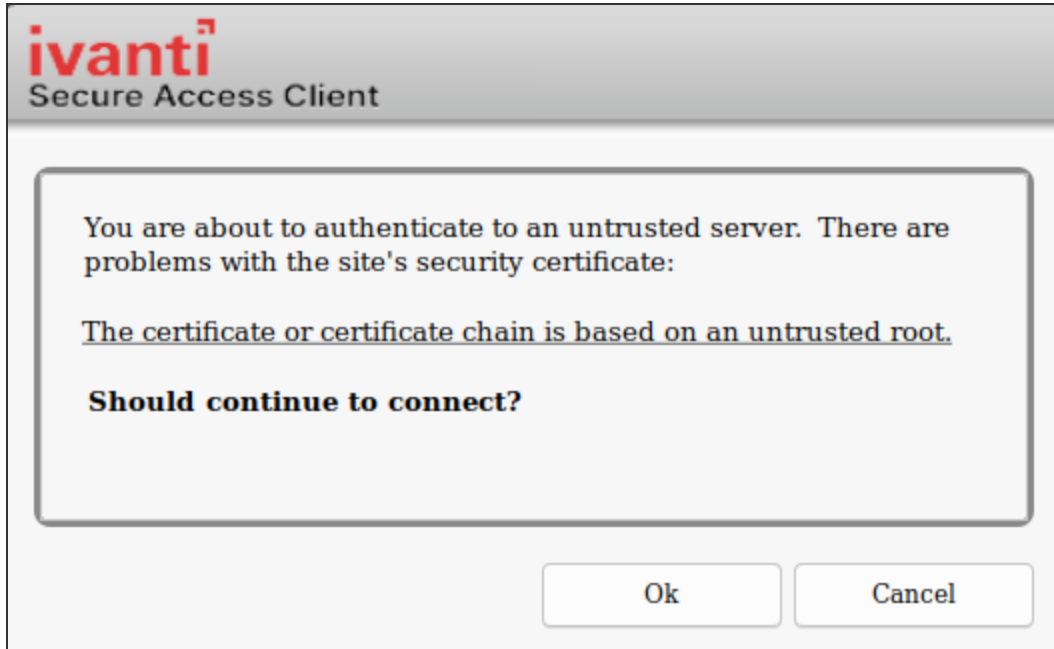 ivanti
Secure Access Client
You are about to authenticate to an untrusted server.  There are
problems with the site's security certificate:
The certificate or certificate chain is based on an untrusted root.
Should continue to connect?
Ok
Cancel